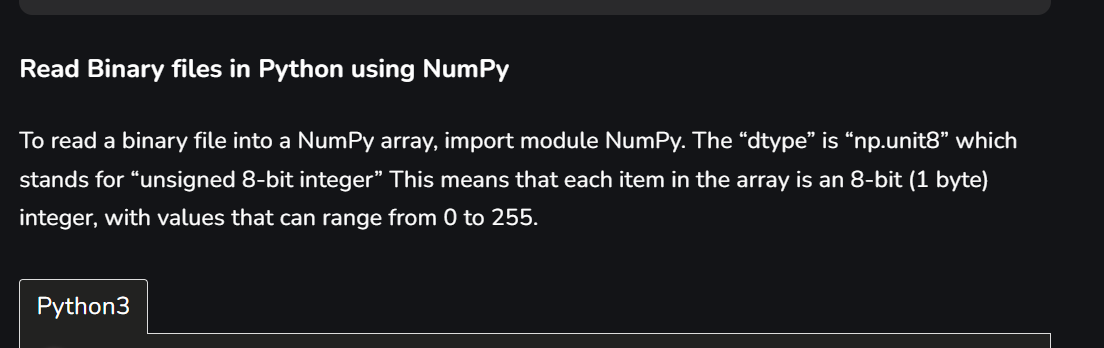 Read Binary files in Python using NumPy
To read a binary file into a NumPy array, import module NumPy. The “dtype” is “np.unit8” which
stands for “unsigned 8-bit integer” This means that each item in the array is an 8-bit (1 byte)
integer, with values that can range from 0 to 255.
Python3